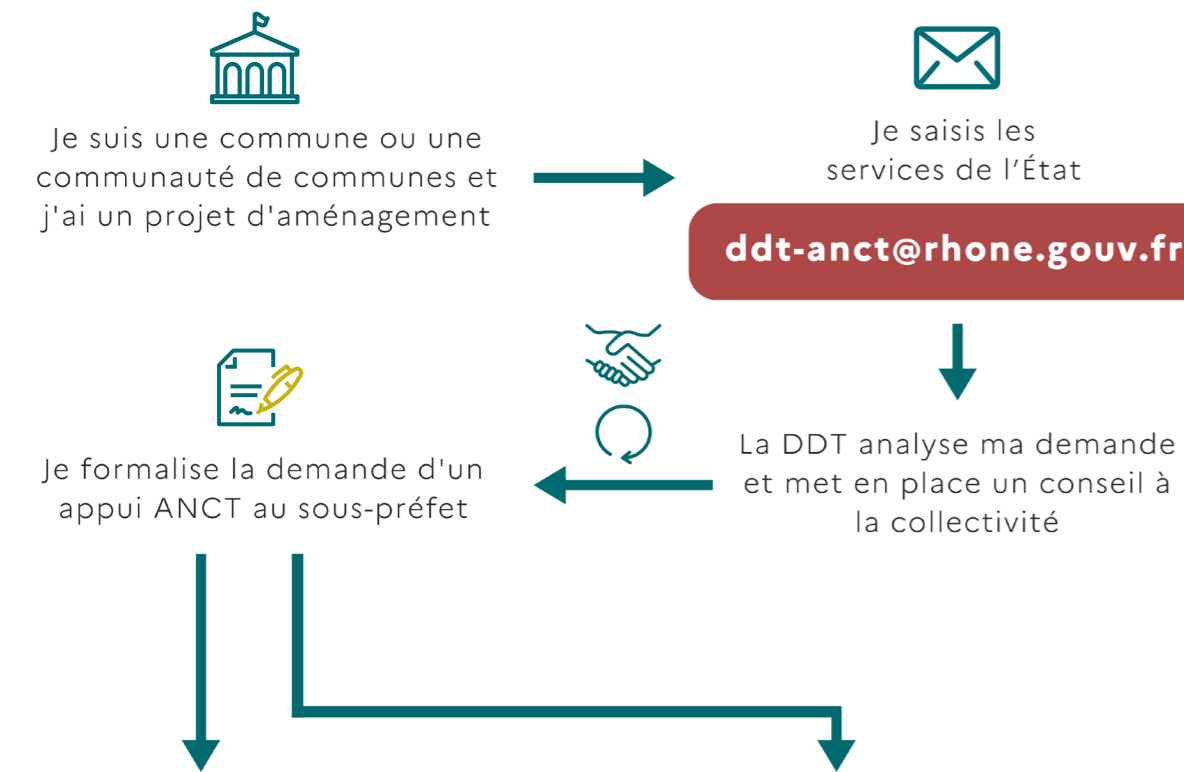 Je suis une commune ou une
communauté de communes et
j'ai un projet d'aménagement
Je saisis les
services de l’État
ddt-anct@rhone.gouv.fr
La DDT analyse ma demande
et met en place un conseil à
la collectivité
Je formalise la demande d'un
appui ANCT au sous-préfet